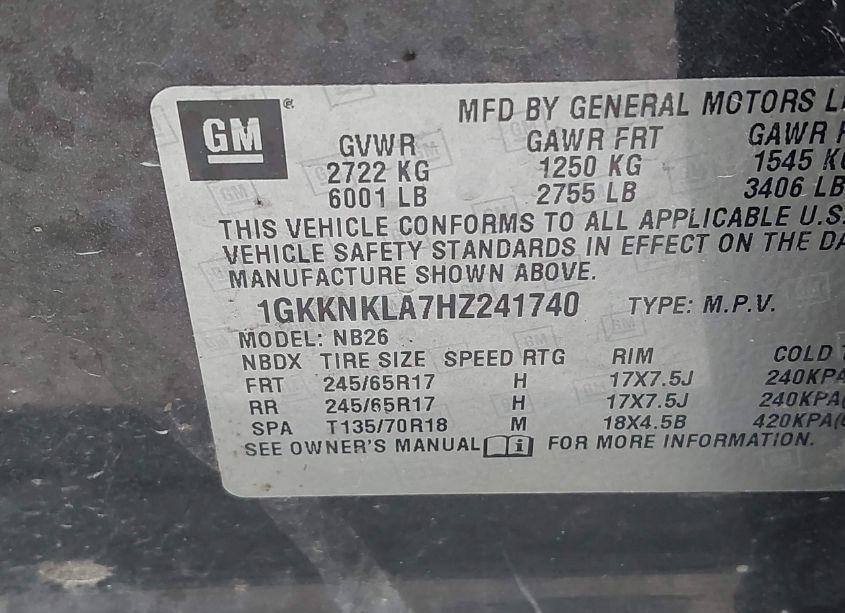 GM ®
MFD BY GENERAL MOTORS
GVWR GAWR FRT GAWR
2722 KG 1250 KG 1545
6001 LB 2755 LB 3406 LB
THIS VEHICLE CONFORMS TO ALL APPLICABLE U.S.
VEHICLE SAFETY STANDARDS IN EFFECT ON THE
MANUFACTURE SHOWN ABOVE.
1GKKNKLA7HZ241740 TYPE: M.P.V.
MODEL: NB26
NBDX TIRE SIZE SPEED RTG RIM COLD
FRT 245/65R17 H 17X7.5J 240KPA
RR 245/65R17 H 17X7.5J 240KPA(
SPA T135/70R18 M 18X4.5B 420KPA(
SEE OWNER'S MANUAL i FOR MORE INFORMATION.